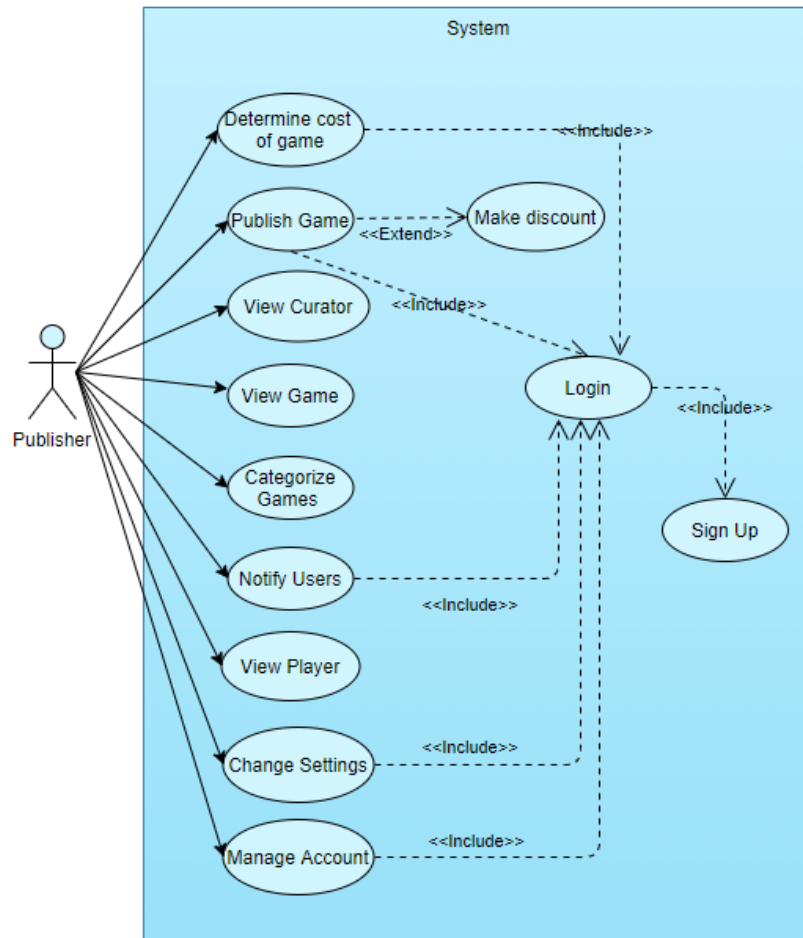 System
Determine cost
of game
<<Include>>
Publish Game
Make discount
<<Extend>>
<<Include>>
View Curator
View Game
Login
<<Include>>
Publisher
Categorize
Games
Sign Up
Notify Users
<<Include>>
View Player
Change Settings
<<Include>>
Manage Account
<<Include>>